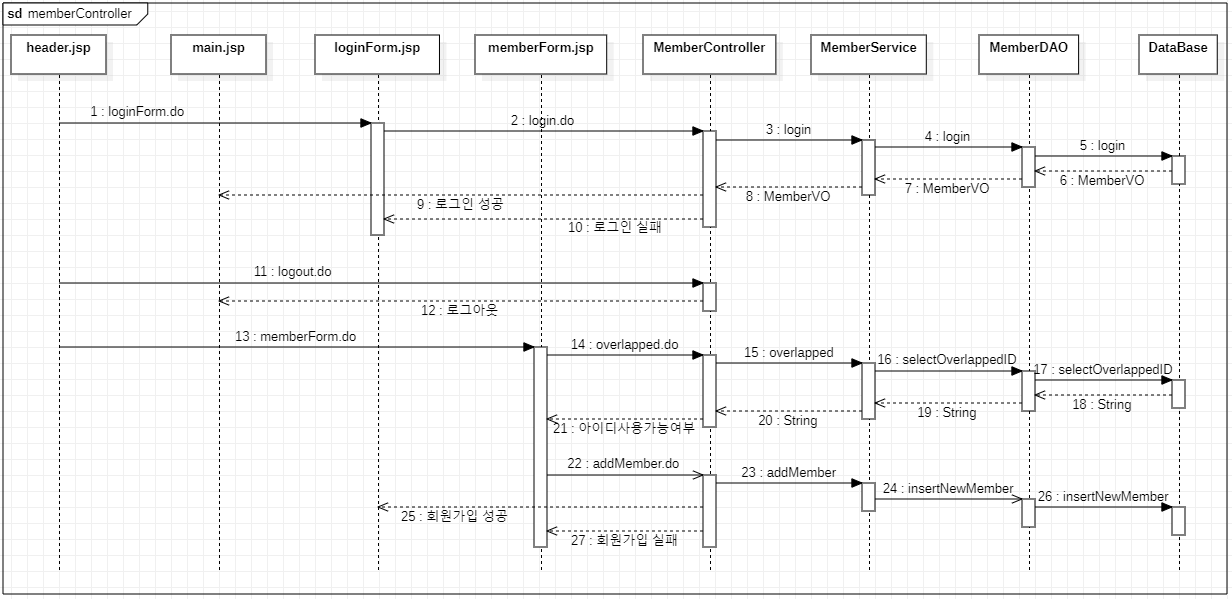 sd memberController
header.jsp
main.jsp
loginForm.jsp
memberForm.jsp
MemberController
MemberService
MemberDAO
DataBase
1 : loginForm.do
2 : login.do
3 : login
4 : login
5 : login
6 : MemberVO
7 : MemberVO
8 : MemberVO
9 : 로그인 성공
10 : 로그인 실패
11 : logout.do
12 : 로그아웃
13 : memberForm.do
14 : overlapped.do
15 : overlapped
16 : selectOverlappedID
17 : selectOverlappedID
18 : String
19 : String
20 : String
21 : 아이디사용가능여부
22 : addMember.do
23 : addMember
24 : insertNewMember
26 : insertNewMember
25 : 회원가입 성공
27 : 회원가입 실패